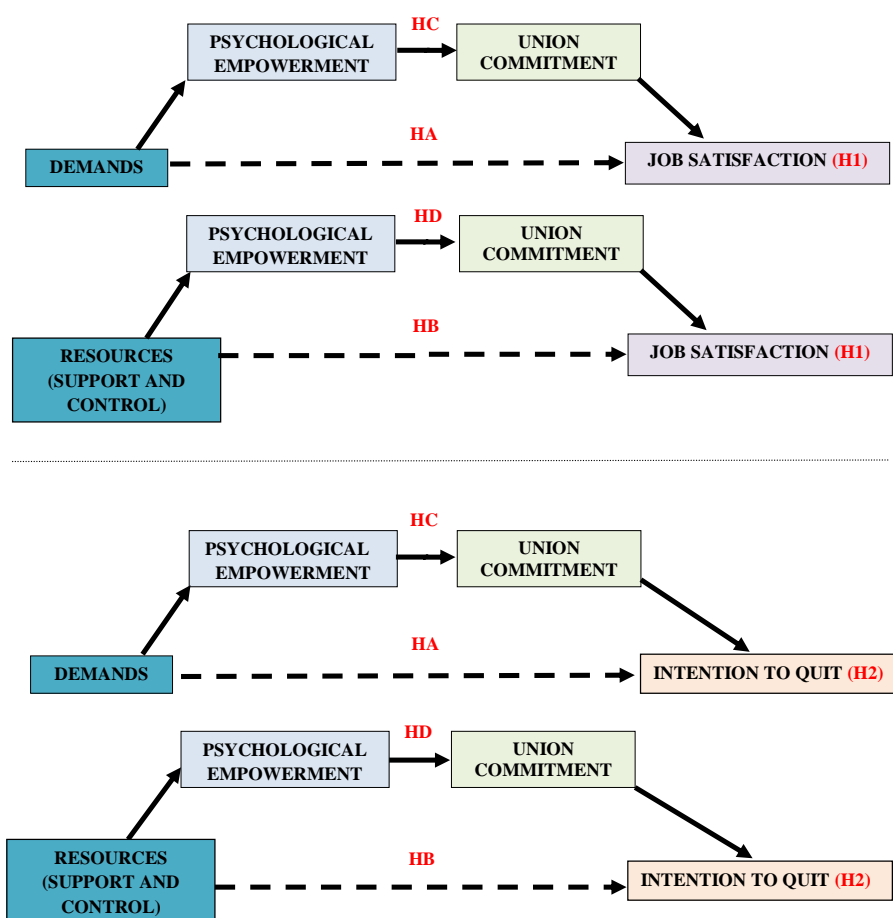 HC
PSYCHOLOGICAL
EMPOWERMENT
UNION
COMMITMENT
HA
DEMANDS
JOB SATISFACTION (H1)
HD
PSYCHOLOGICAL
EMPOWERMENT
UNION
COMMITMENT
HB
RESOURCES
(SUPPORT AND
CONTROL)
JOB SATISFACTION (H1)
HC
PSYCHOLOGICAL
EMPOWERMENT
UNION
COMMITMENT
HA
DEMANDS
INTENTION TO QUIT (H2)
HD
PSYCHOLOGICAL
EMPOWERMENT
UNION
COMMITMENT
HB
RESOURCES
(SUPPORT AND
CONTROL)
INTENTION TO QUIT (H2)